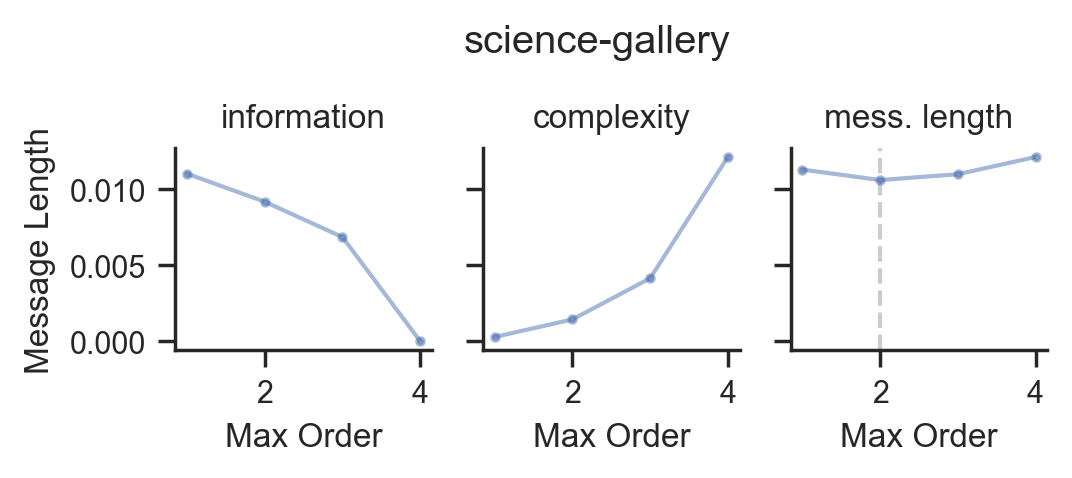 science-gallery
information
complexity
mess. length
Message Length
0.010
0.005
0.000
2
4
Max Order
2
4
Max Order
2
4
Max Order